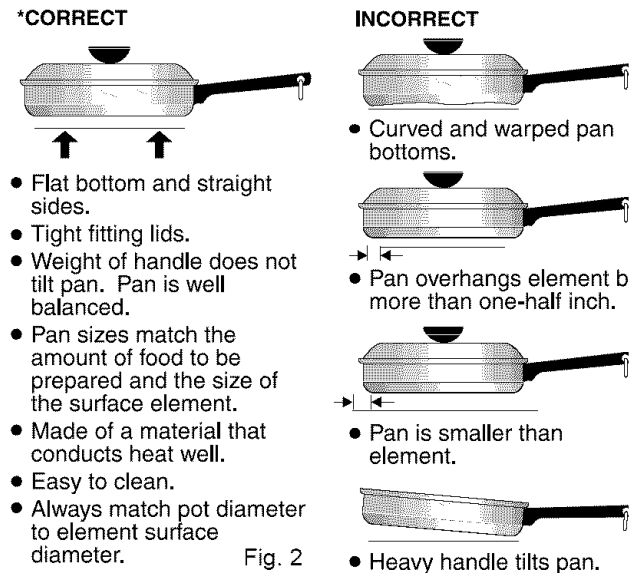 *CORRECT
Flat bottom and straight
sides.
Tight fitting lids.
Weight of handle does not
tilt pan. Pan is well
balanced.
Pan sizes match the
amount of food to be
prepared and the size of
the surface element.
Made of a material that
conducts heat well.
Easy to clean.
Always match pot diameter
to element surface
diameter.
Fig. 2
INCORRECT
Curved and warped pan
bottoms.
Pan overhangs element b
more than one-half inch.
Pan is smaller than
element.
Heavy handle tilts pan.